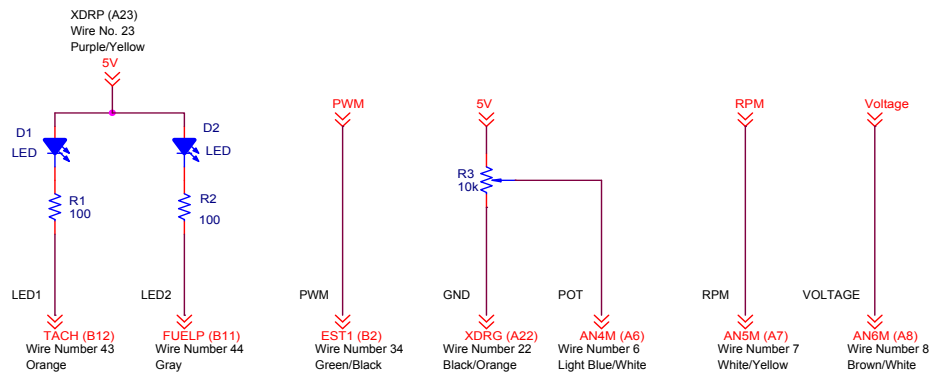 XDRP (A23)
Wire No. 23
Purple/Yellow
5V
PWM
5V
RPM
Voltage
D1
LED
D2
LED
R3
10k
R1
100
R2
100
LED1
LED2
PWM
GND
POT
RPM
VOLTAGE
TACH (B12)
Wire Number 43
Orange
FUELP (B11)
Wire Number 44
Gray
EST1 (B2)
Wire Number 34
Green/Black
XDRG (A22)
Wire Number 22
Black/Orange
AN4M (A6)
Wire Number 6
Light Blue/White
AN5M (A7)
Wire Number 7
White/Yellow
AN6M (A8)
Wire Number 8
Brown/White